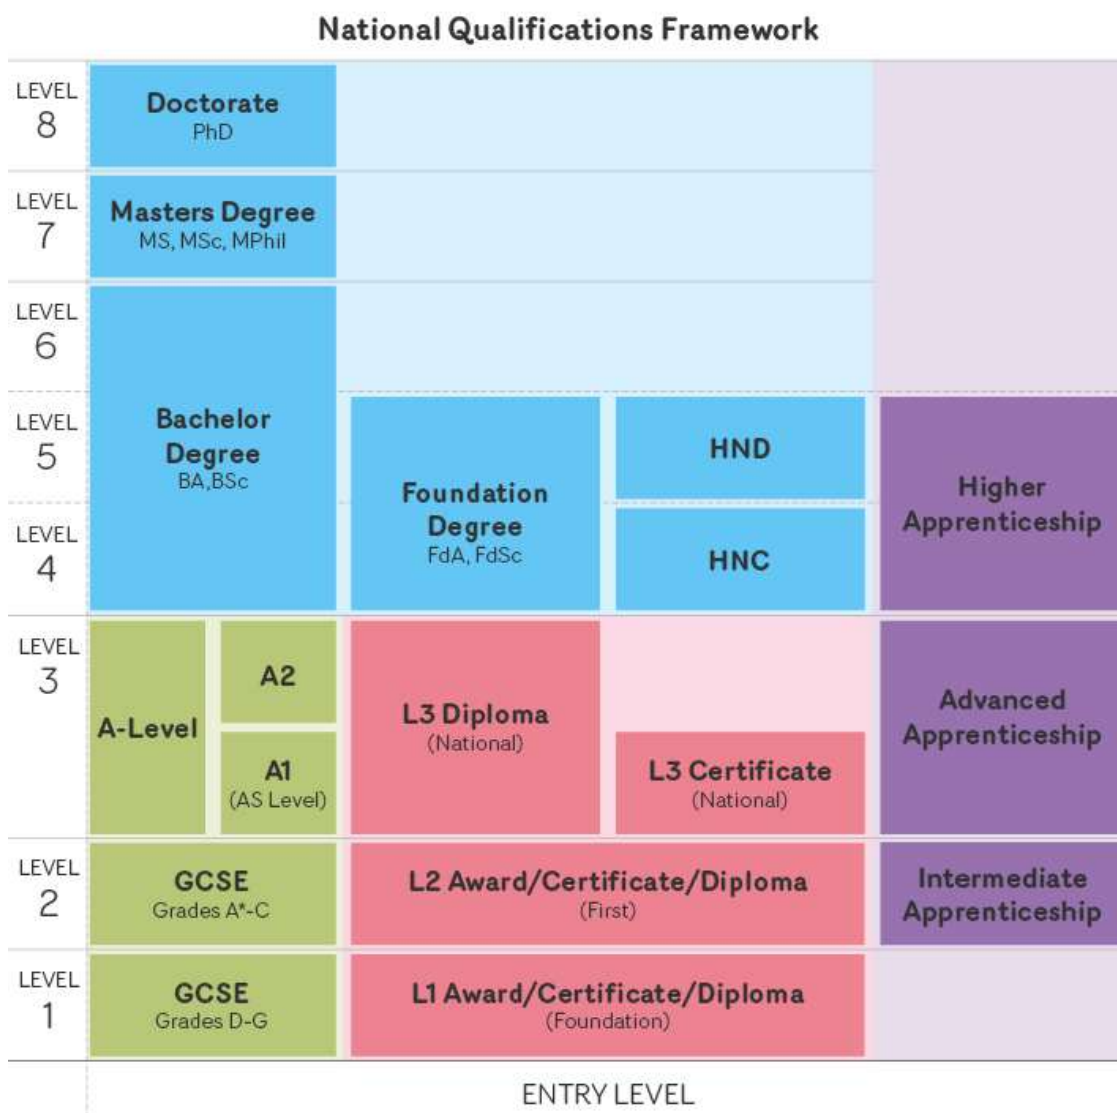 National Qualifications Framework
LEVEL
8
Doctorate
PhD
LEVEL
7
Masters Degree
MS, MSc, MPhil
LEVEL
6
LEVEL
5
LEVEL
4
Bachelor
Degree
BA,BSc
Foundation
Degree
FdA, FdSc
HND
HNC
Higher
Apprenticeship
LEVEL
3
A-Level
A2
A1
(AS Level)
L3 Diploma
(National)
L3 Certificate
(National)
Advanced
Apprenticeship
LEVEL
2
GCSE
Grades A*-C
L2 Award/Certificate/Diploma
(First)
Intermediate
Apprenticeship
LEVEL
1
GCSE
Grades D-G
L1 Award/Certificate/Diploma
(Foundation)
ENTRY LEVEL